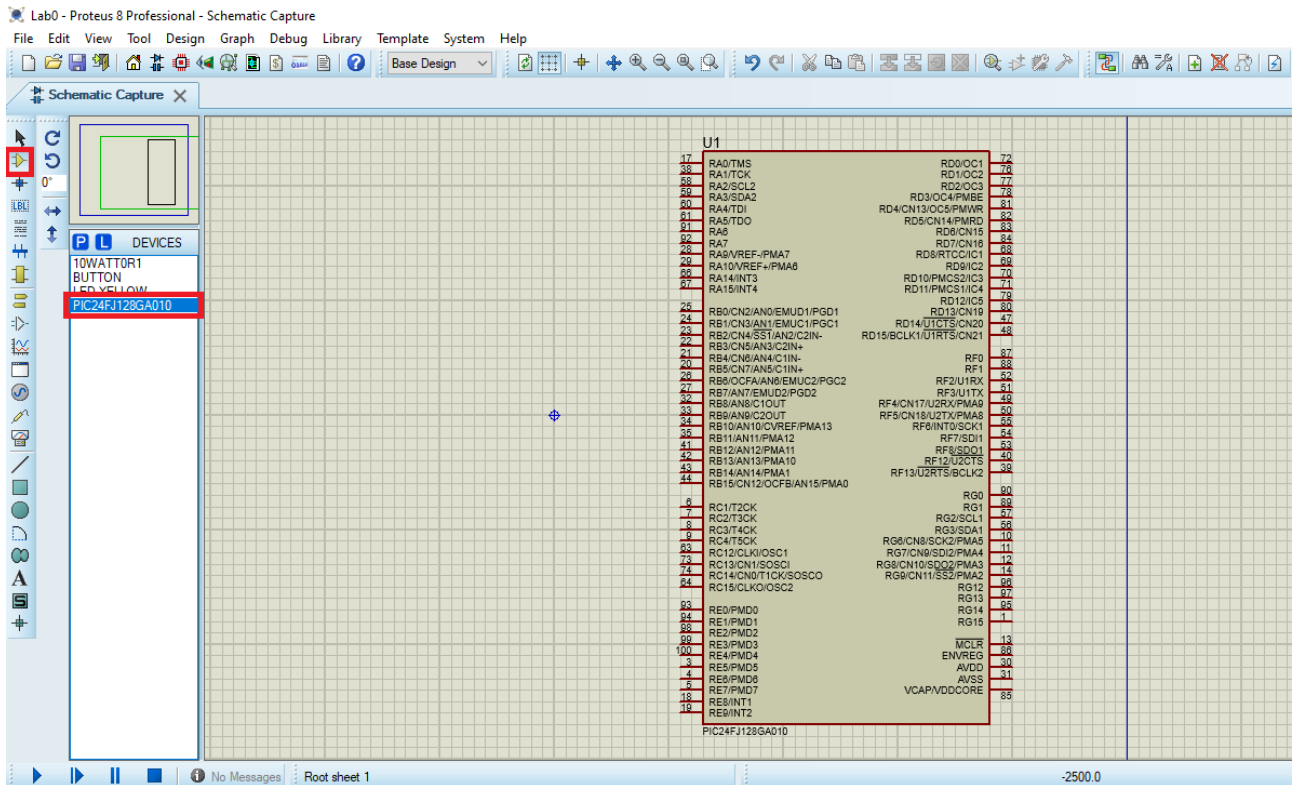 Lab0 - Proteus 8 Professional - Schematic Capture
File Edit View Tool Design Graph Debug Library Template System Help
Base Design
Schematic Capture
0°
LBL
P L DEVICES
10WATT0R1
BUTTON
LED-YELLOW
PIC24FJ128GA010
A
S
U1
17 RA0/TMS
38 RA1/TCK
58 RA2/SCL2
59 RA3/SDA2
60 RA4/TDI
61 RA5/TDO
91 RA6
92 RA7
28 RA9/VREF-/PMA7
29 RA10/VREF+/PMA6
66 RA14/INT3
67 RA15/INT4
25 RB0/CN2/AN0/EMUD1/PGD1
24 RB1/CN3/AN1/EMUC1/PGC1
23 RB2/CN4/SS1/AN2/C2IN-
22 RB3/CN5/AN3/C2IN+
21 RB4/CN6/AN4/C1IN-
20 RB5/CN7/AN5/C1IN+
26 RB6/OCFA/AN6/EMUC2/PGC2
27 RB7/AN7/EMUD2/PGD2
32 RB8/AN8/C1OUT
33 RB9/AN9/C2OUT
34 RB10/AN10/CVREF/PMA13
35 RB11/AN11/PMA12
41 RB12/AN12/PMA11
42 RB13/AN13/PMA10
43 RB14/AN14/PMA1
44 RB15/CN12/OCFB/AN15/PMA0
6 RC1/T2CK
7 RC2/T3CK
8 RC3/T4CK
9 RC4/T5CK
63 RC12/CLKI/OSC1
73 RC13/CN1/SOSCI
74 RC14/CN0/T1CK/SOSCO
64 RC15/CLKO/OSC2
93 RE0/PMD0
94 RE1/PMD1
98 RE2/PMD2
99 RE3/PMD3
100 RE4/PMD4
3 RE5/PMD5
4 RE6/PMD6
5 RE7/PMD7
18 RE8/INT1
19 RE9/INT2
RD0/OC1 72
RD1/OC2 76
RD2/OC3 77
RD3/OC4/PMBE 78
RD4/CN13/OC5/PMWR 81
RD5/CN14/PMRD 82
RD6/CN15 83
RD7/CN16 84
RD8/RTCC/IC1 68
RD9/IC2 69
RD10/PMCS2/IC3 70
RD11/PMCS1/IC4 71
RD12/IC5 79
RD13/CN19 80
RD14/U1CTS/CN20 47
RD15/BCLK1/U1RTS/CN21 48
RF0 87
RF1 88
RF2/U1RX 52
RF3/U1TX 51
RF4/CN17/U2RX/PMA9 49
RF5/CN18/U2TX/PMA8 50
RF6/INT0/SCK1 55
RF7/SDI1 54
RF8/SDO1 53
RF12/U2CTS 40
RF13/U2RTS/BCLK2 39
RG0 90
RG1 89
RG2/SCL1 57
RG3/SDA1 56
RG6/CN8/SCK2/PMA5 10
RG7/CN9/SDI2/PMA4 11
RG8/CN10/SDO2/PMA3 12
RG9/CN11/SS2/PMA2 14
RG12 96
RG13 97
RG14 95
RG15 1
MCLR 13
ENVREG 86
AVDD 30
AVSS 31
VCAP/VDDCORE 85
PIC24FJ128GA010
No Messages Root sheet 1 -2500.0